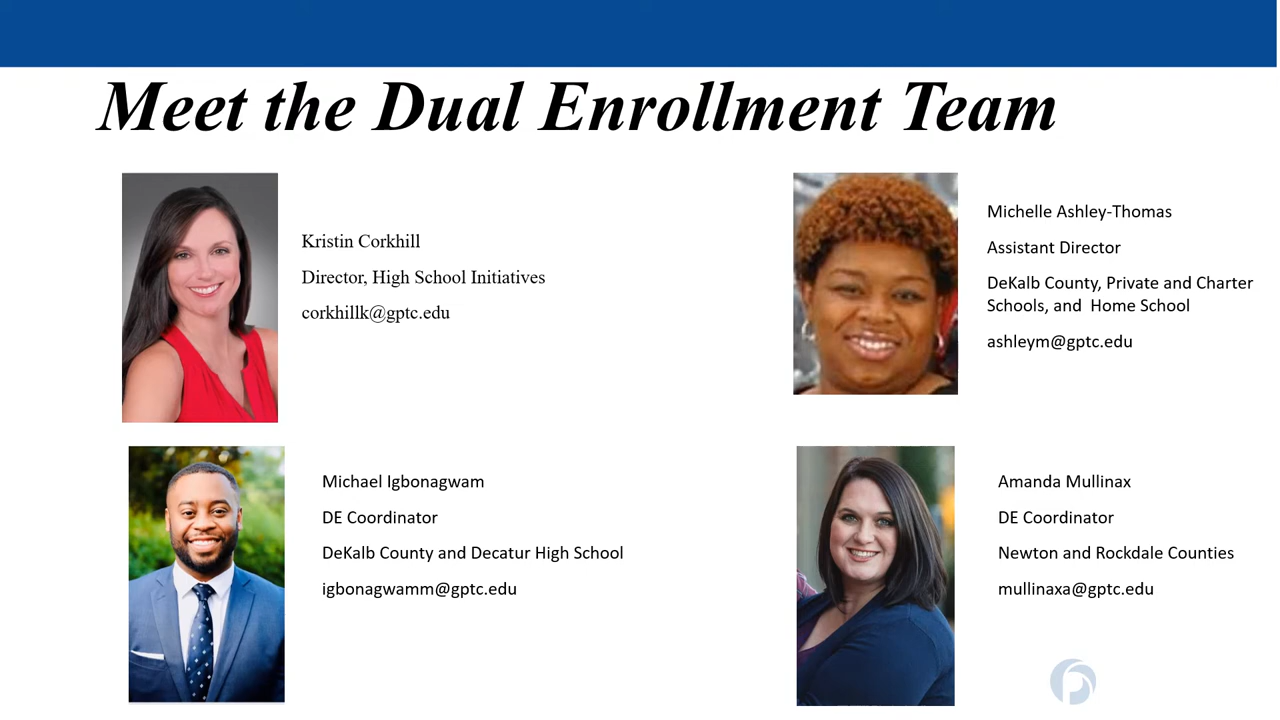 Meet the Dual Enrollment Team
Kristin Corkhill
Director, High School Initiatives
corkhillk@gptc.edu
Michelle Ashley-Thomas
Assistant Director
DeKalb County, Private and Charter
Schools, and Home School
ashleym@gptc.edu
Michael Igbonagwam
DE Coordinator
DeKalb County and Decatur High School
igbonagwamm@gptc.edu
Amanda Mullinax
DE Coordinator
Newton and Rockdale Counties
mullinaxa@gptc.edu